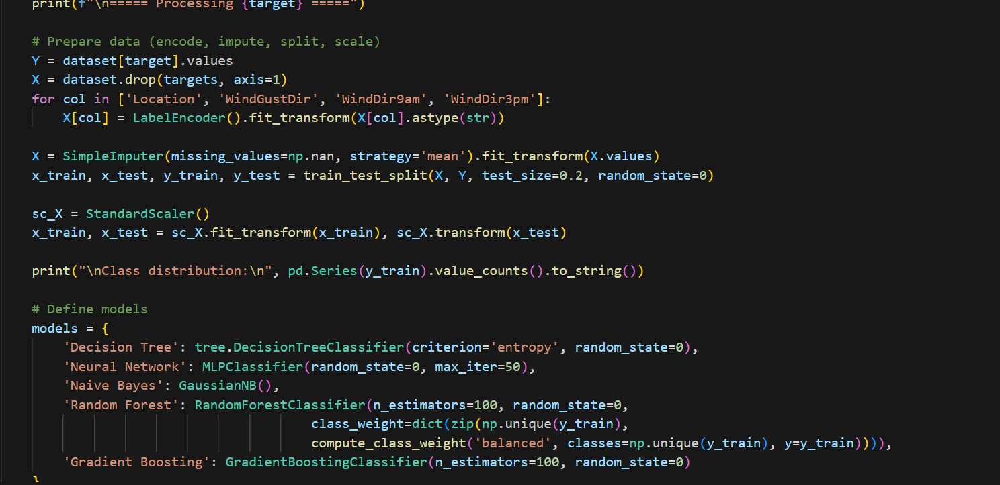 print(f"\n===== Processing {target} =====")
# Prepare data (encode, impute, split, scale)
Y = dataset[target].values
X = dataset.drop(targets, axis=1)
for col in ['Location', 'WindGustDir', 'WindDir9am', 'WindDir3pm']:
    X[col] = LabelEncoder().fit_transform(X[col].astype(str))
X = SimpleImputer(missing_values=np.nan, strategy='mean').fit_transform(X.values)
x_train, x_test, y_train, y_test = train_test_split(X, Y, test_size=0.2, random_state=0)
sc_X = StandardScaler()
x_train, x_test = sc_X.fit_transform(x_train), sc_X.transform(x_test)
print("\nClass distribution:\n", pd.Series(y_train).value_counts().to_string())
# Define models
models = {
    'Decision Tree': tree.DecisionTreeClassifier(criterion='entropy', random_state=0),
    'Neural Network': MLPClassifier(random_state=0, max_iter=50),
    'Naive Bayes': GaussianNB(),
    'Random Forest': RandomForestClassifier(n_estimators=100, random_state=0,
                                    class_weight=dict(zip(np.unique(y_train),
                                    compute_class_weight('balanced', classes=np.unique(y_train), y=y_train)))),
    'Gradient Boosting': GradientBoostingClassifier(n_estimators=100, random_state=0)
}